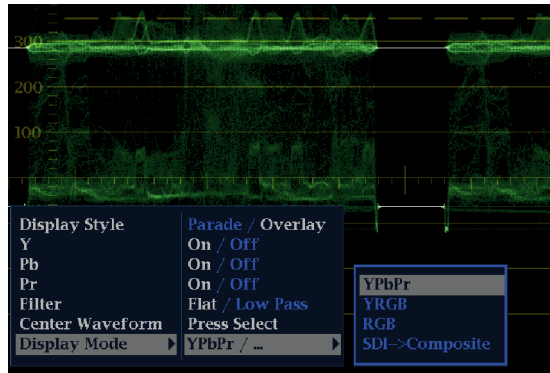 300
200
100
Display Style Parade / Overlay
Y On / Off
Pb On / Off
Pr On / Off
Filter Flat / Low Pass
Center Waveform Press Select
Display Mode YPbPr / ...
YPbPr
YRGB
RGB
SDI->Composite